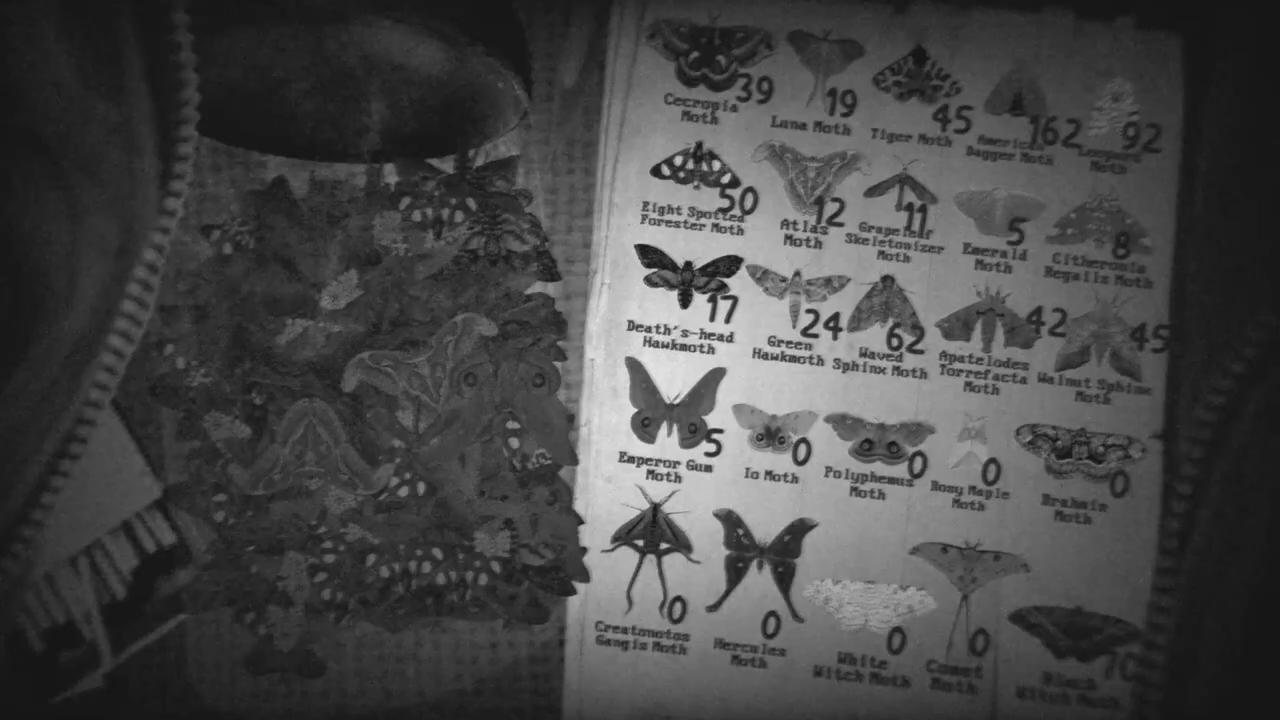 39
Cecropia
Moth
19
Luna Moth
45
Tiger Moth
162
Dagger Moth
92
Moth
50
Eight Spotted
Forester Moth
12
Atlas
Moth
11
Grapeleaf
Skeletonizer
Moth
5
Emerald
Moth
8
Citheronia
Regalis Moth
17
Death's-head
Hawkmoth
24
Green
Hawkmoth
62
Waved
Sphinx Moth
42
Apatelodes
Torrefacta
Moth
45
Walnut Sphinx
Moth
5
Emperor Gum
Moth
0
Io Moth
0
Polyphemus
Moth
0
Rosy Maple
Moth
0
Brahmin
Moth
0
Creatonotos
Gangis Moth
0
Hercules
Moth
0
White
Witch Moth
0
Comet
Moth
Black
Witch Moth